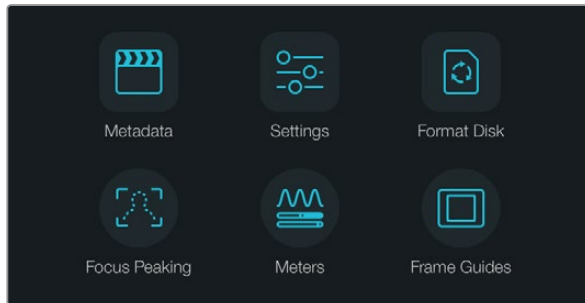 Metadata
Settings
Format Disk
Focus Peaking
Meters
Frame Guides